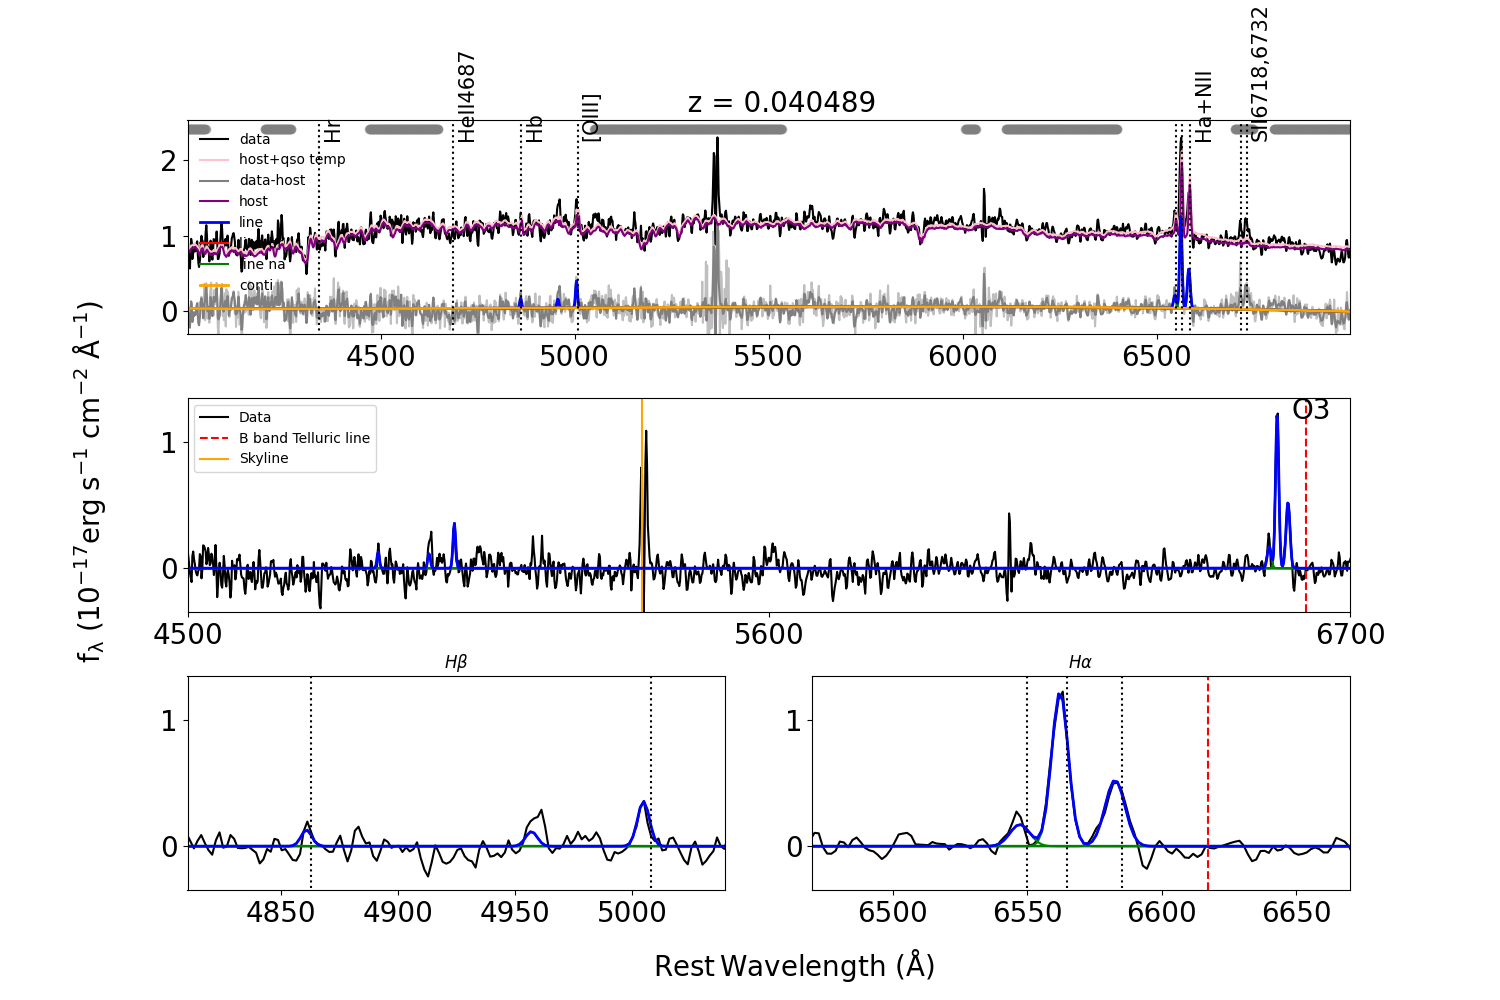 z = 0.040489
Hr
HeII4687
Hb
[OIII]
Ha+NII
SII6718,6732
data
host+qso temp
data-host
host
line
line na
conti
2
1
0
4500
5000
5500
6000
6500
Data
B band Telluric line
Skyline
O3
1
0
4500
5600
6700
fλ (10⁻¹⁷erg s⁻¹ cm⁻² Å⁻¹)
Hβ
1
0
4850
4900
4950
5000
Hα
1
0
6500
6550
6600
6650
Rest Wavelength (Å)